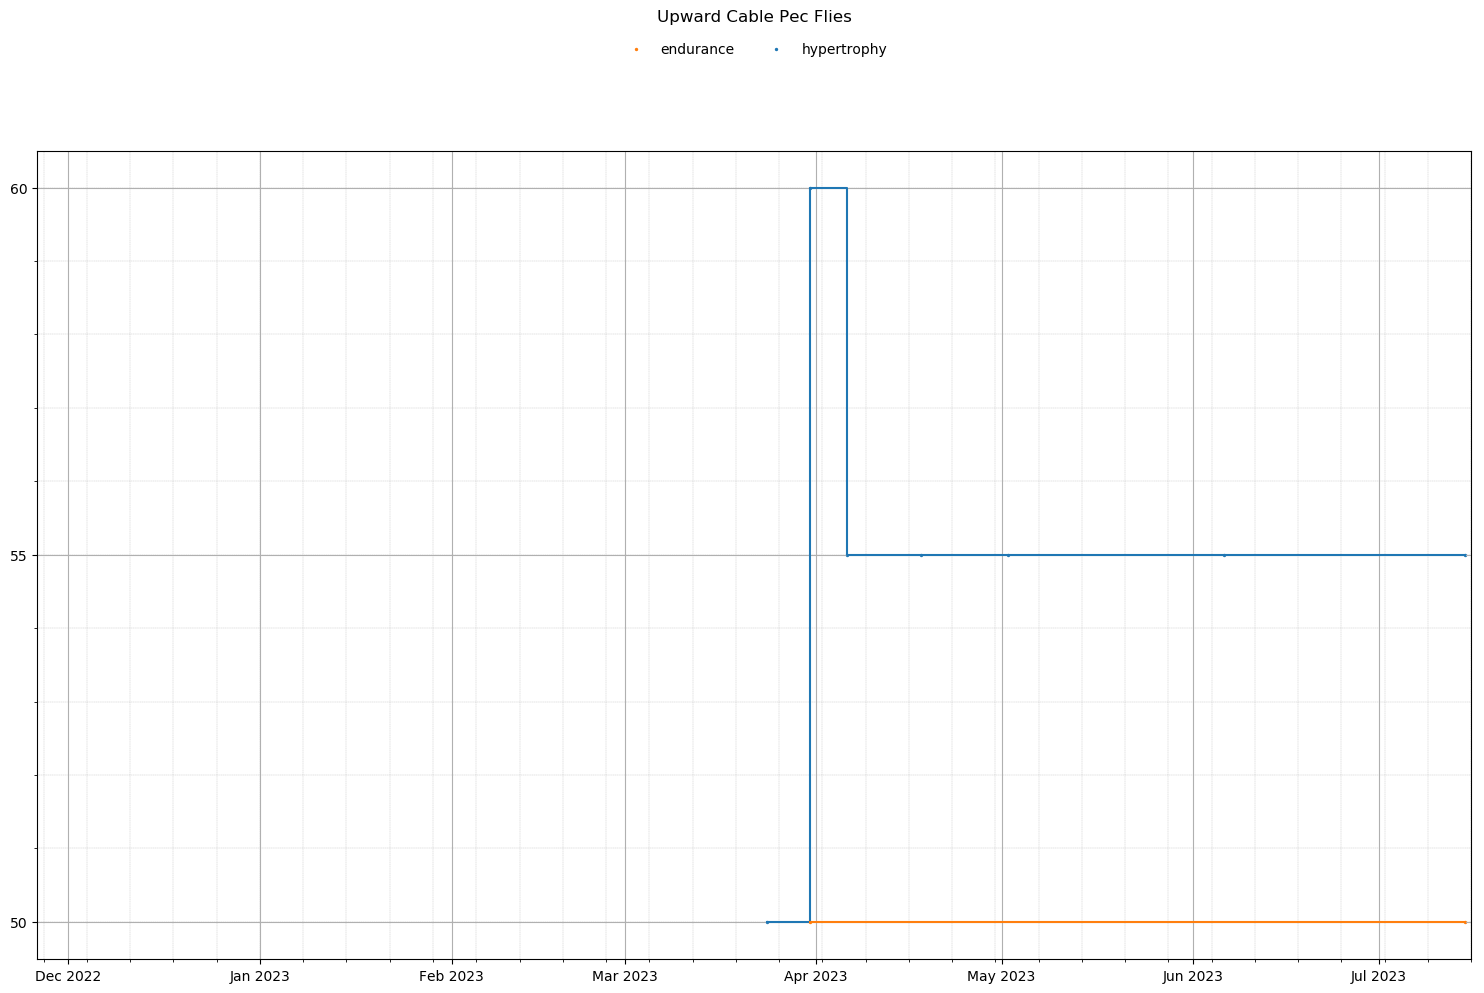 Upward Cable Pec Flies
endurance hypertrophy
60
55
50
Dec 2022 Jan 2023 Feb 2023 Mar 2023 Apr 2023 May 2023 Jun 2023 Jul 2023